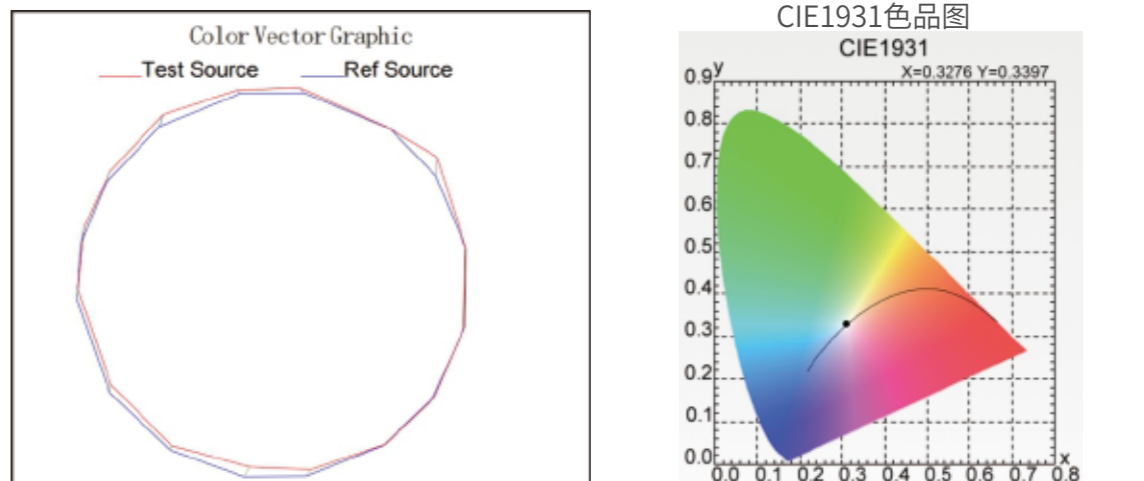 Color Vector Graphic
Test Source
Ref Source
CIE1931色品图
CIE1931
X=0.3276 Y=0.3397
y
0.9
0.8
0.7
0.6
0.5
0.4
0.3
0.2
0.1
0.0
x
0.0 0.1 0.2 0.3 0.4 0.5 0.6 0.7 0.8